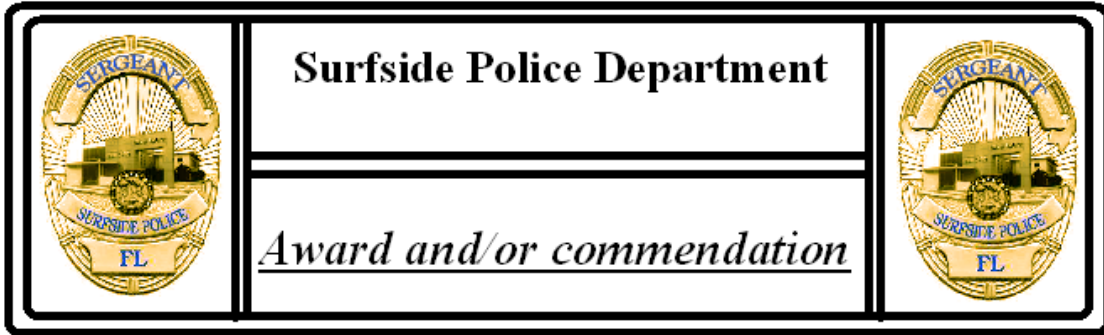 SERGEANT
SURFSIDE POLICE
FL
Surfside Police Department
Award and/or commendation
SERGEANT
SURFSIDE POLICE
FL